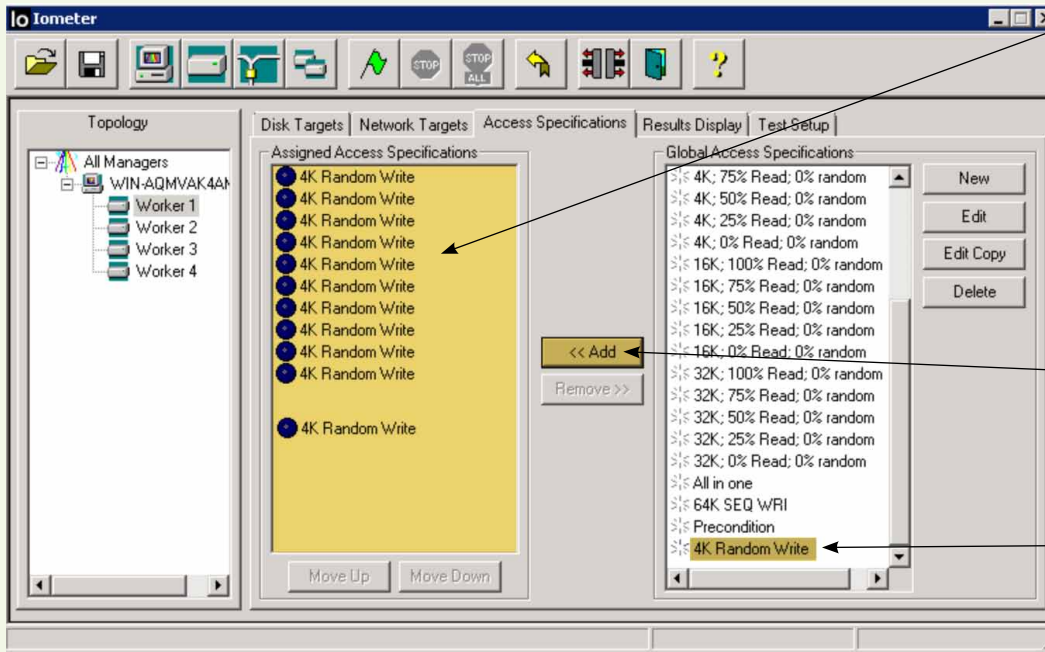 Iometer
STOP
STOP
ALL
Topology
All Managers
WIN-AQMVAK4AM
Worker 1
Worker 2
Worker 3
Worker 4
Disk Targets
Network Targets
Access Specifications
Results Display
Test Setup
Assigned Access Specifications
4K Random Write
4K Random Write
4K Random Write
4K Random Write
4K Random Write
4K Random Write
4K Random Write
4K Random Write
4K Random Write
4K Random Write
4K Random Write
Move Up
Move Down
<< Add
Remove >>
Global Access Specifications
4K; 75% Read; 0% random
4K; 50% Read; 0% random
4K; 25% Read; 0% random
4K; 0% Read; 0% random
16K; 100% Read; 0% random
16K; 75% Read; 0% random
16K; 50% Read; 0% random
16K; 25% Read; 0% random
16K; 0% Read; 0% random
32K; 100% Read; 0% random
32K; 75% Read; 0% random
32K; 50% Read; 0% random
32K; 25% Read; 0% random
32K; 0% Read; 0% random
All in one
64K SEQ WRI
Precondition
4K Random Write
New
Edit
Edit Copy
Delete